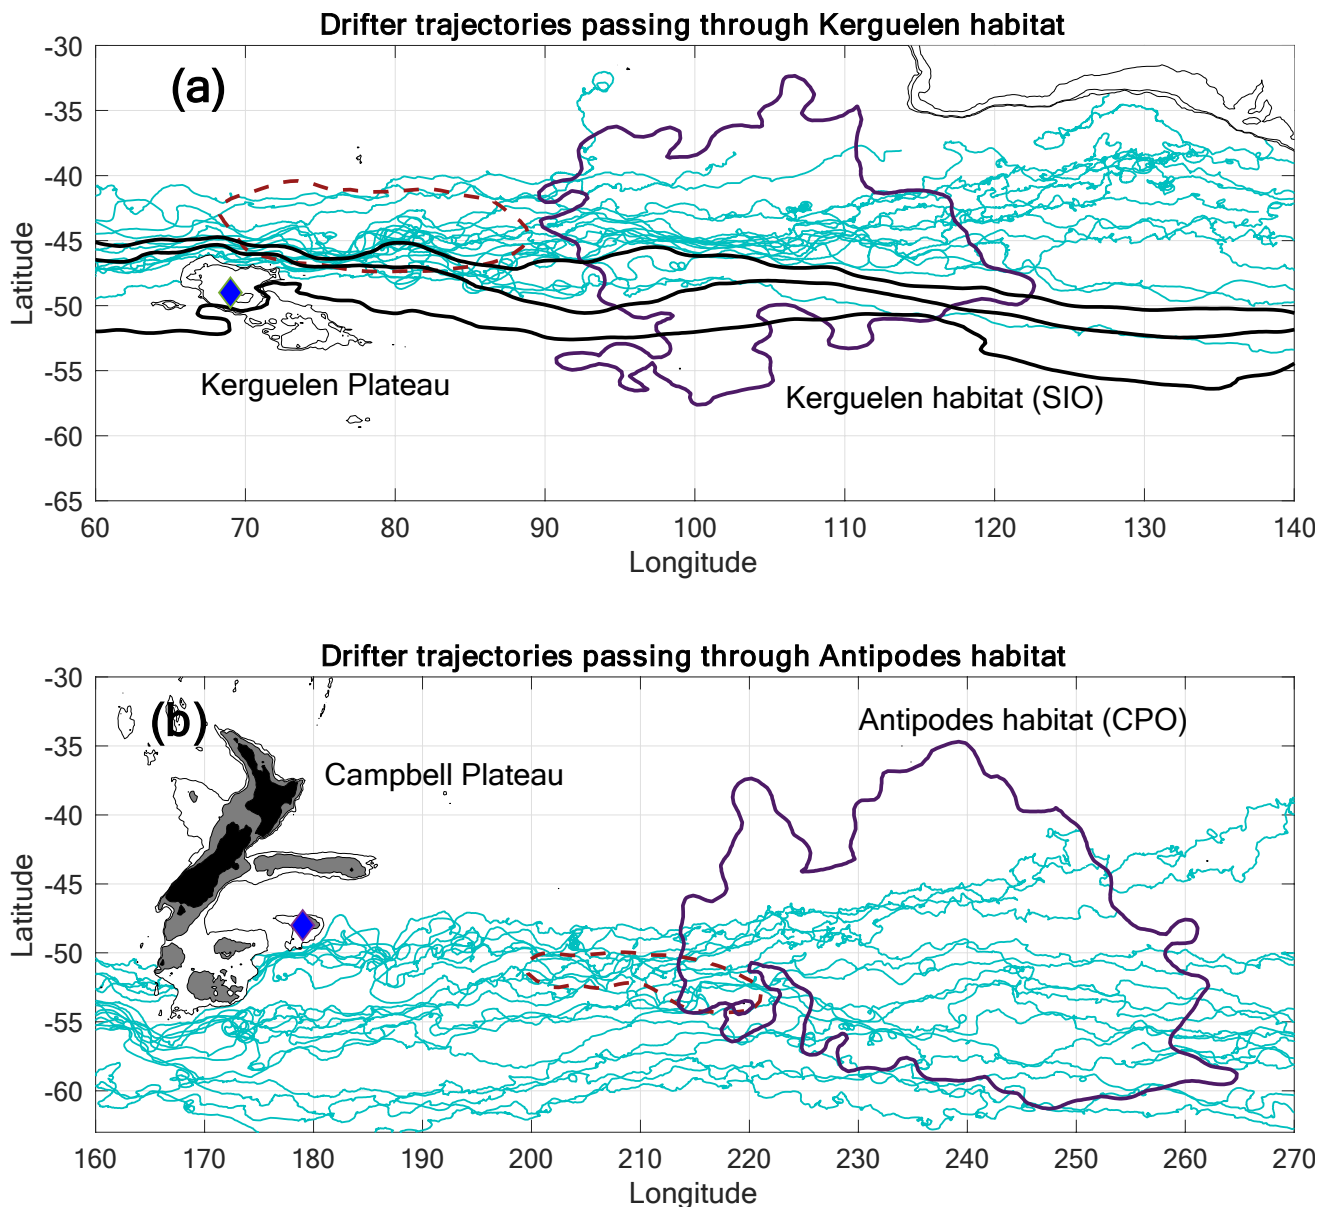 Drifter trajectories passing through Kerguelen habitat
(a)
-30
-35
-40
-45
-50
-55
-60
-65
Latitude
Kerguelen Plateau
Kerguelen habitat (SIO)
60 70 80 90 100 110 120 130 140
Longitude
Drifter trajectories passing through Antipodes habitat
(b)
Antipodes habitat (CPO)
Campbell Plateau
-30
-35
-40
-45
-50
-55
-60
Latitude
160 170 180 190 200 210 220 230 240 250 260 270
Longitude